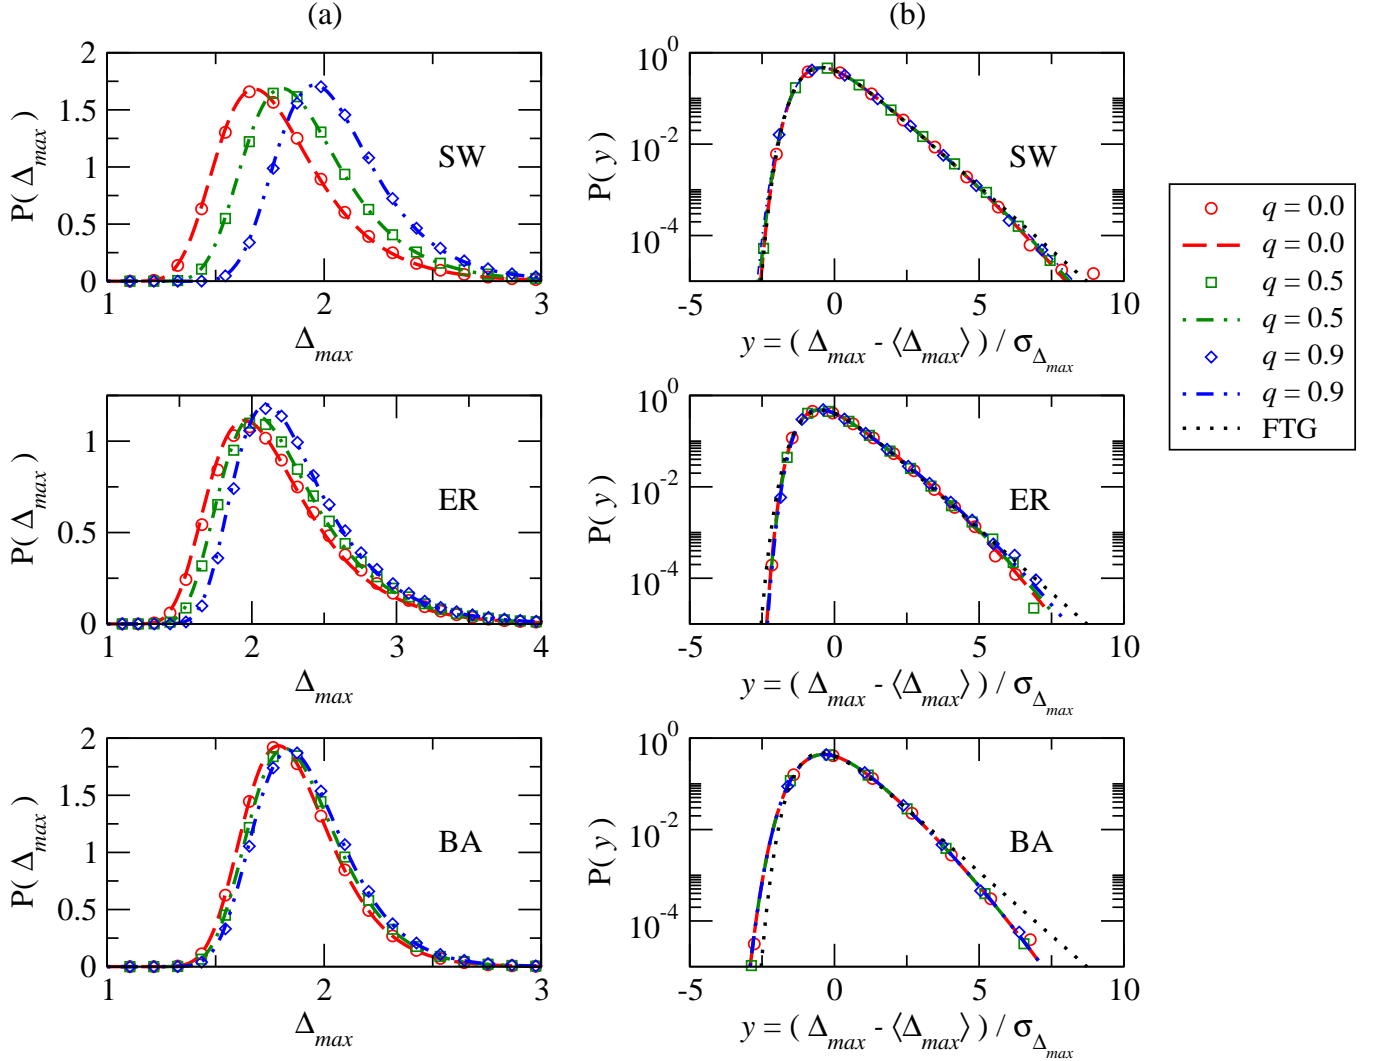 (a)
(b)
2
1.5
1
0.5
0
P( Δmax )
SW
1
2
3
Δmax
10^0
10^-2
10^-4
P( y )
SW
-5
0
5
10
y = ( Δmax - ⟨Δmax⟩ ) / σΔmax
q = 0.0
q = 0.0
q = 0.5
q = 0.5
q = 0.9
q = 0.9
FTG
1
0.5
0
P( Δmax )
ER
1
2
3
4
Δmax
10^0
10^-2
10^-4
P( y )
ER
-5
0
5
10
y = ( Δmax - ⟨Δmax⟩ ) / σΔmax
2
1.5
1
0.5
0
P( Δmax )
BA
1
2
3
Δmax
10^0
10^-2
10^-4
P( y )
BA
-5
0
5
10
y = ( Δmax - ⟨Δmax⟩ ) / σΔmax